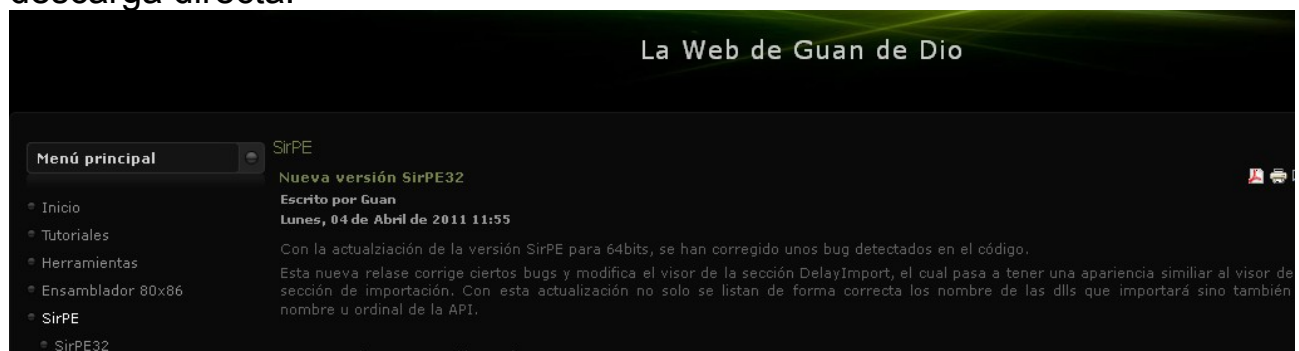 descarga directa.
La Web de Guan de Dio
Menú principal
Inicio
Tutoriales
Herramientas
Ensamblador 80x86
SirPE
SirPE32
SirPE
Nueva versión SirPE32
Escrito por Guan
Lunes, 04 de Abril de 2011 11:55
Con la actualziación de la versión SirPE para 64bits, se han corregido unos bug detectados en el código.
Esta nueva relase corrige ciertos bugs y modifica el visor de la sección DelayImport, el cual pasa a tener una apariencia similiar al visor de
sección de importación. Con esta actualización no solo se listan de forma correcta los nombre de las dlls que importará sino también
nombre u ordinal de la API.